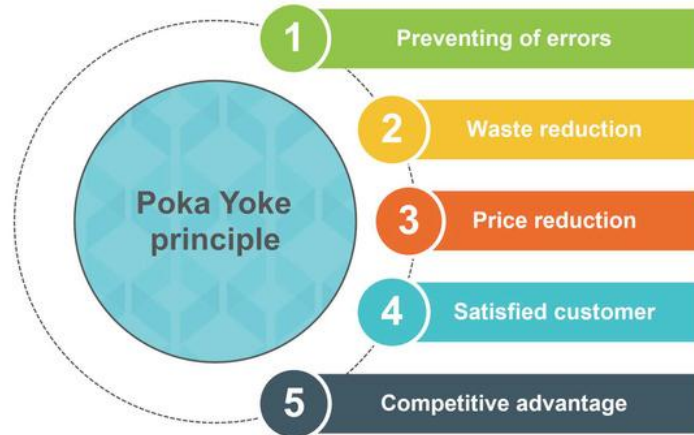 Poka Yoke
principle
1 Preventing of errors
2 Waste reduction
3 Price reduction
4 Satisfied customer
5 Competitive advantage